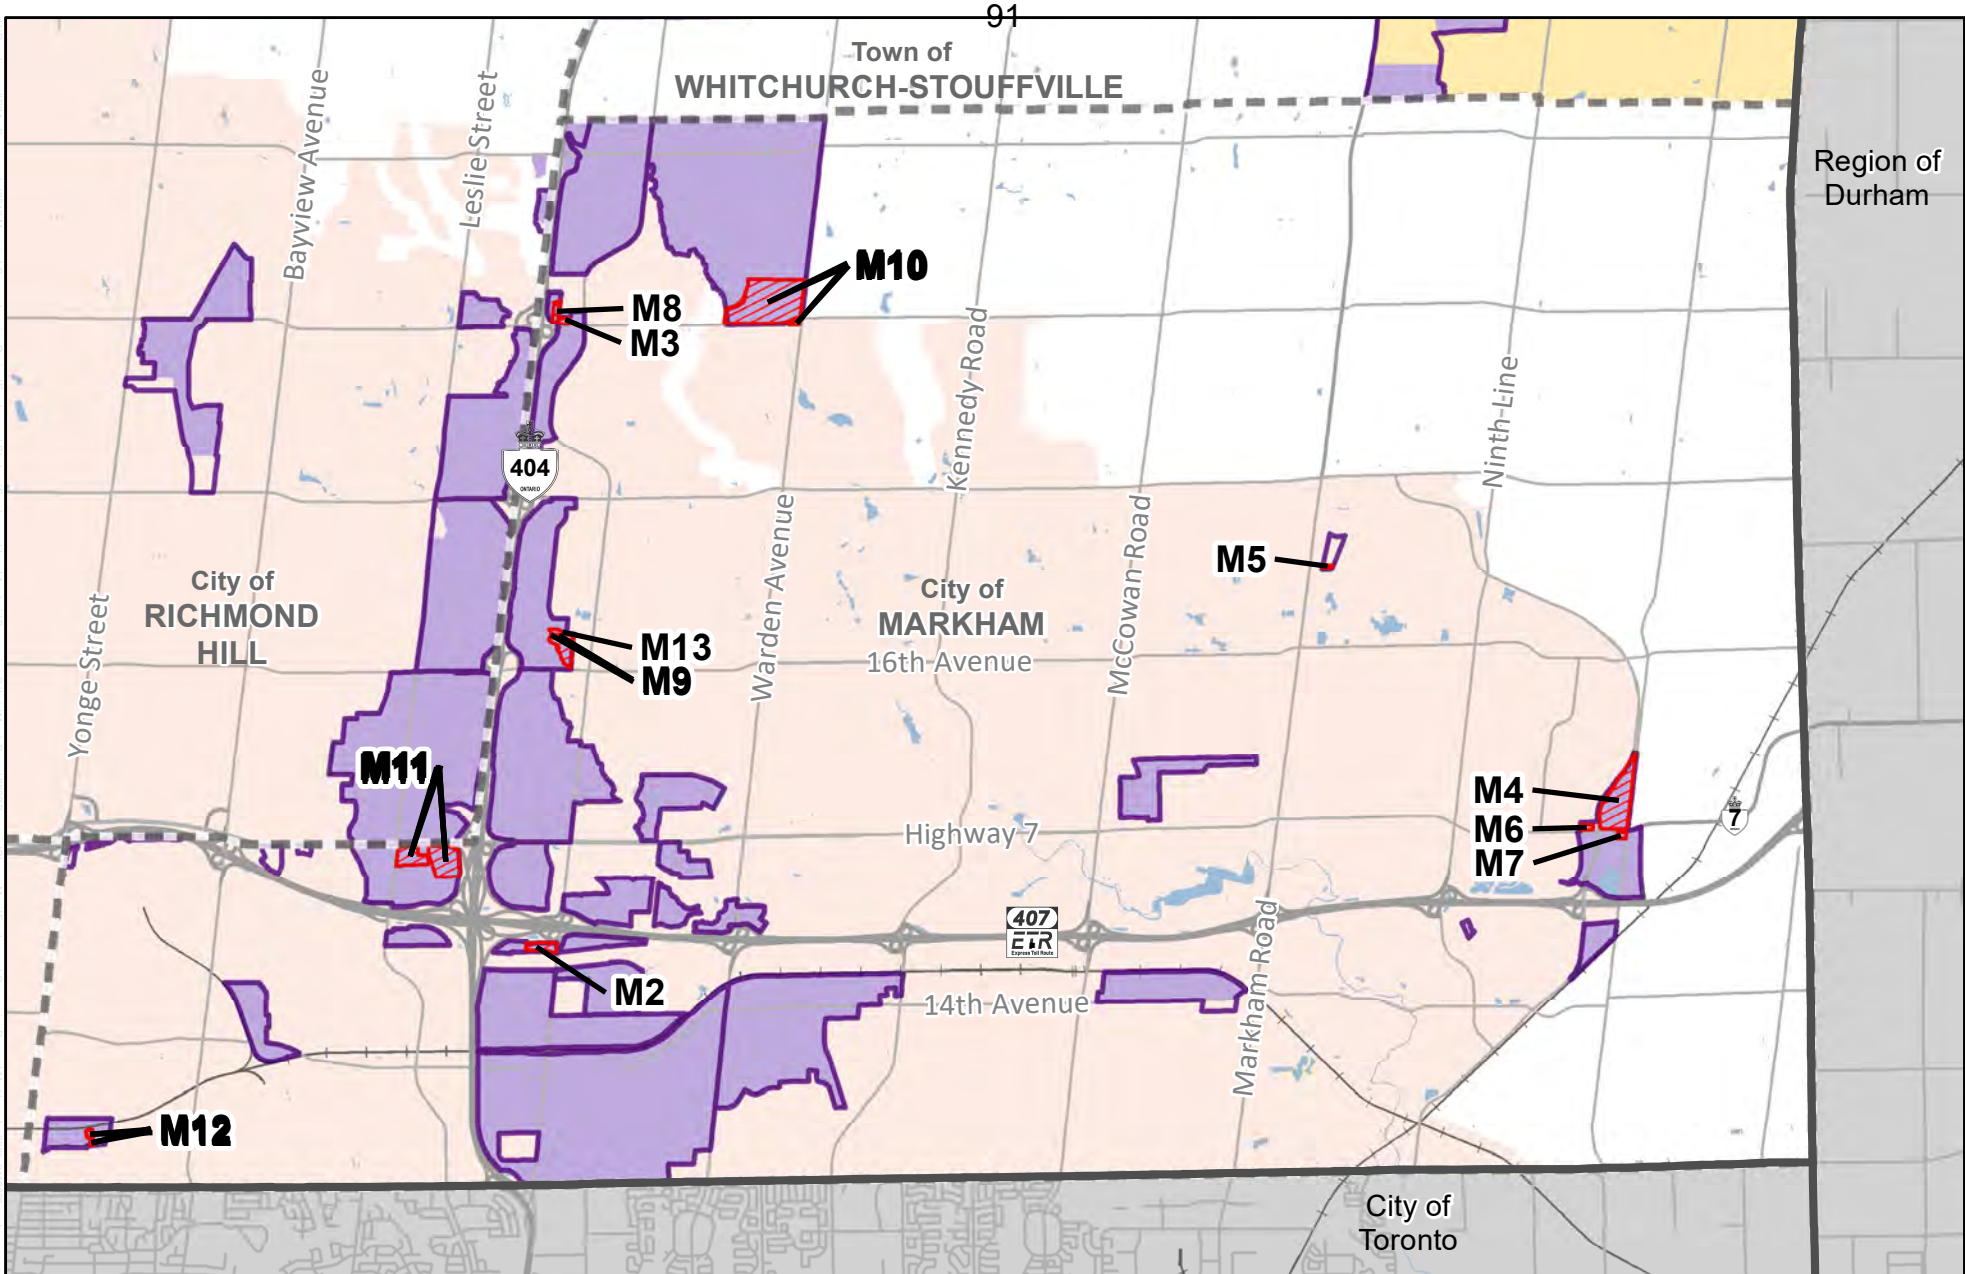 91
Town of
WHITCHURCH-STOUFFVILLE
Region of
Durham
Bayview Avenue
Leslie Street
M10
M8
M3
Kennedy Road
Ninth Line
404
ONTARIO
Warden Avenue
McCowan Road
M5
City of
RICHMOND
HILL
City of
MARKHAM
16th Avenue
M13
M9
Yonge Street
M11
M4
M6
M7
7
Highway 7
407
ETR
Express Toll Route
Markham Road
M2
14th Avenue
M12
City of
Toronto